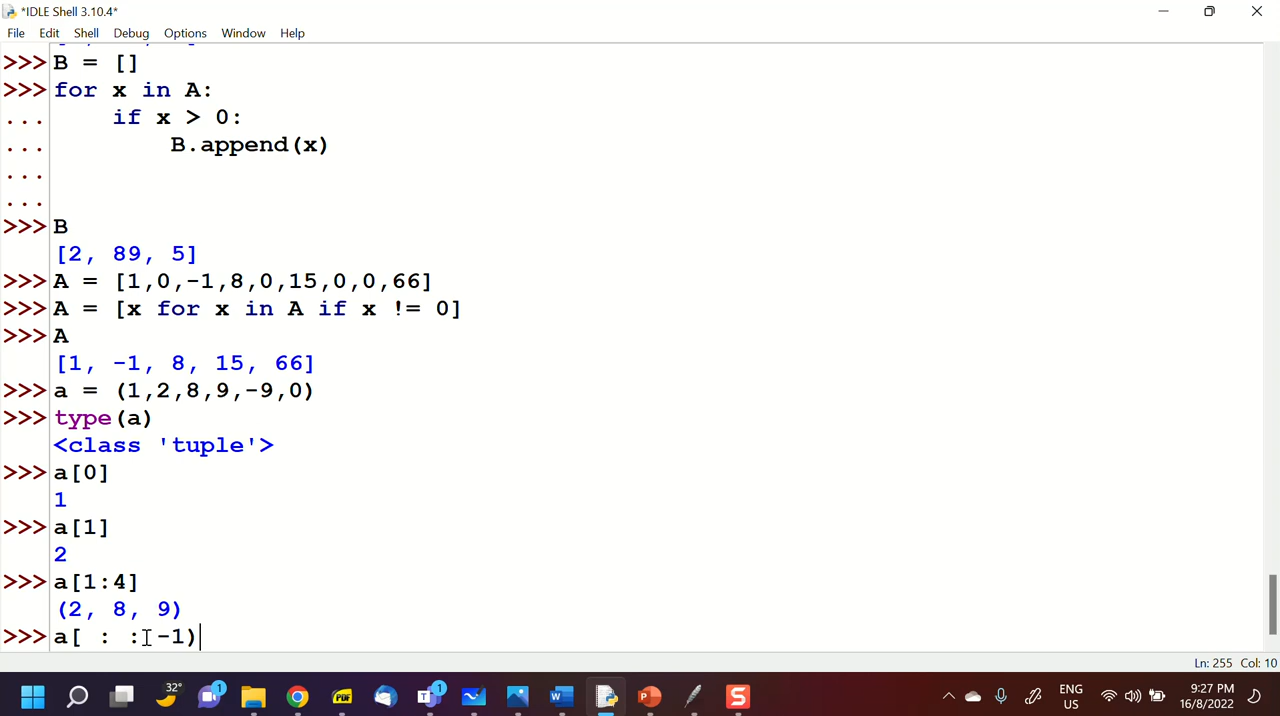 *IDLE Shell 3.10.4*
File Edit Shell Debug Options Window Help
>>> B = []
>>> for x in A:
... if x > 0:
... B.append(x)
...
...
>>> B
[2, 89, 5]
>>> A = [1,0,-1,8,0,15,0,0,66]
>>> A = [x for x in A if x != 0]
>>> A
[1, -1, 8, 15, 66]
>>> a = (1,2,8,9,-9,0)
>>> type(a)
<class 'tuple'>
>>> a[0]
1
>>> a[1]
2
>>> a[1:4]
(2, 8, 9)
>>> a[ : : -1)
Ln: 255 Col: 10
32° 1 PDF T 1 W P S ENG US 9:27 PM 16/8/2022